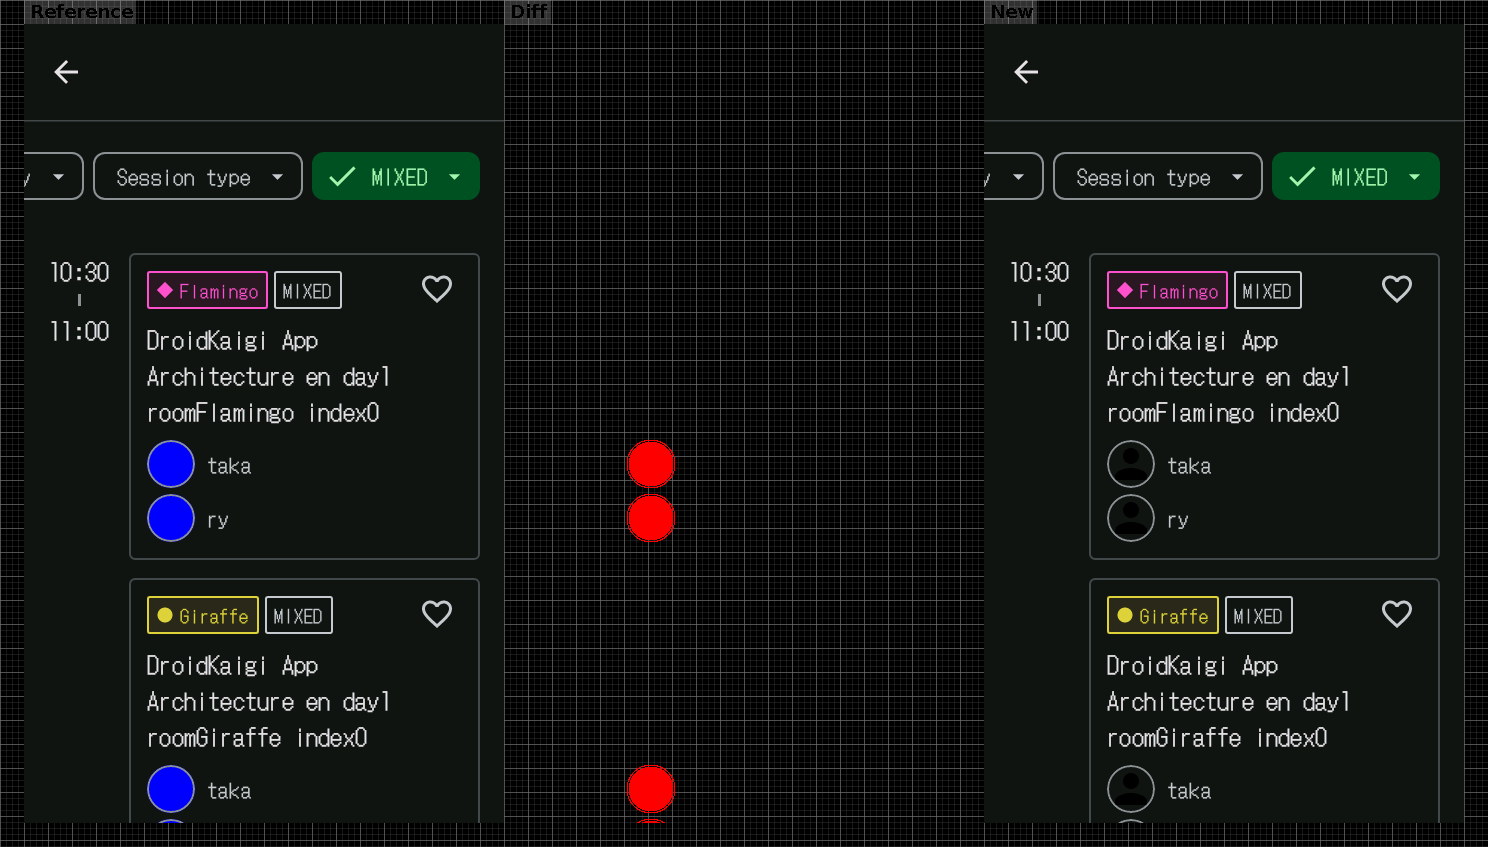 Reference
Diff
New
y
Session type
MIXED
10:30
11:00
Flamingo MIXED
DroidKaigi App
Architecture en day1
roomFlamingo index0
taka
ry
Giraffe MIXED
DroidKaigi App
Architecture en day1
roomGiraffe index0
taka
y
Session type
MIXED
10:30
11:00
Flamingo MIXED
DroidKaigi App
Architecture en day1
roomFlamingo index0
taka
ry
Giraffe MIXED
DroidKaigi App
Architecture en day1
roomGiraffe index0
taka